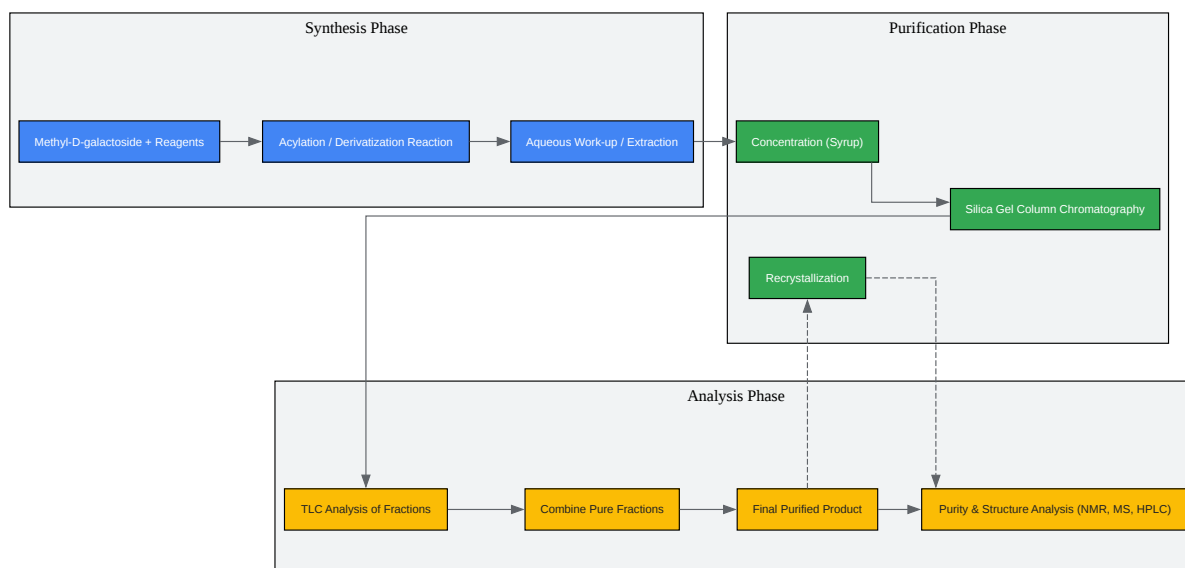 Synthesis Phase
Purification Phase
Methyl-D-galactoside + Reagents
Acylation / Derivatization Reaction
Aqueous Work-up / Extraction
Concentration (Syrup)
Silica Gel Column Chromatography
Recrystallization
Analysis Phase
TLC Analysis of Fractions
Combine Pure Fractions
Final Purified Product
Purity & Structure Analysis (NMR, MS, HPLC)